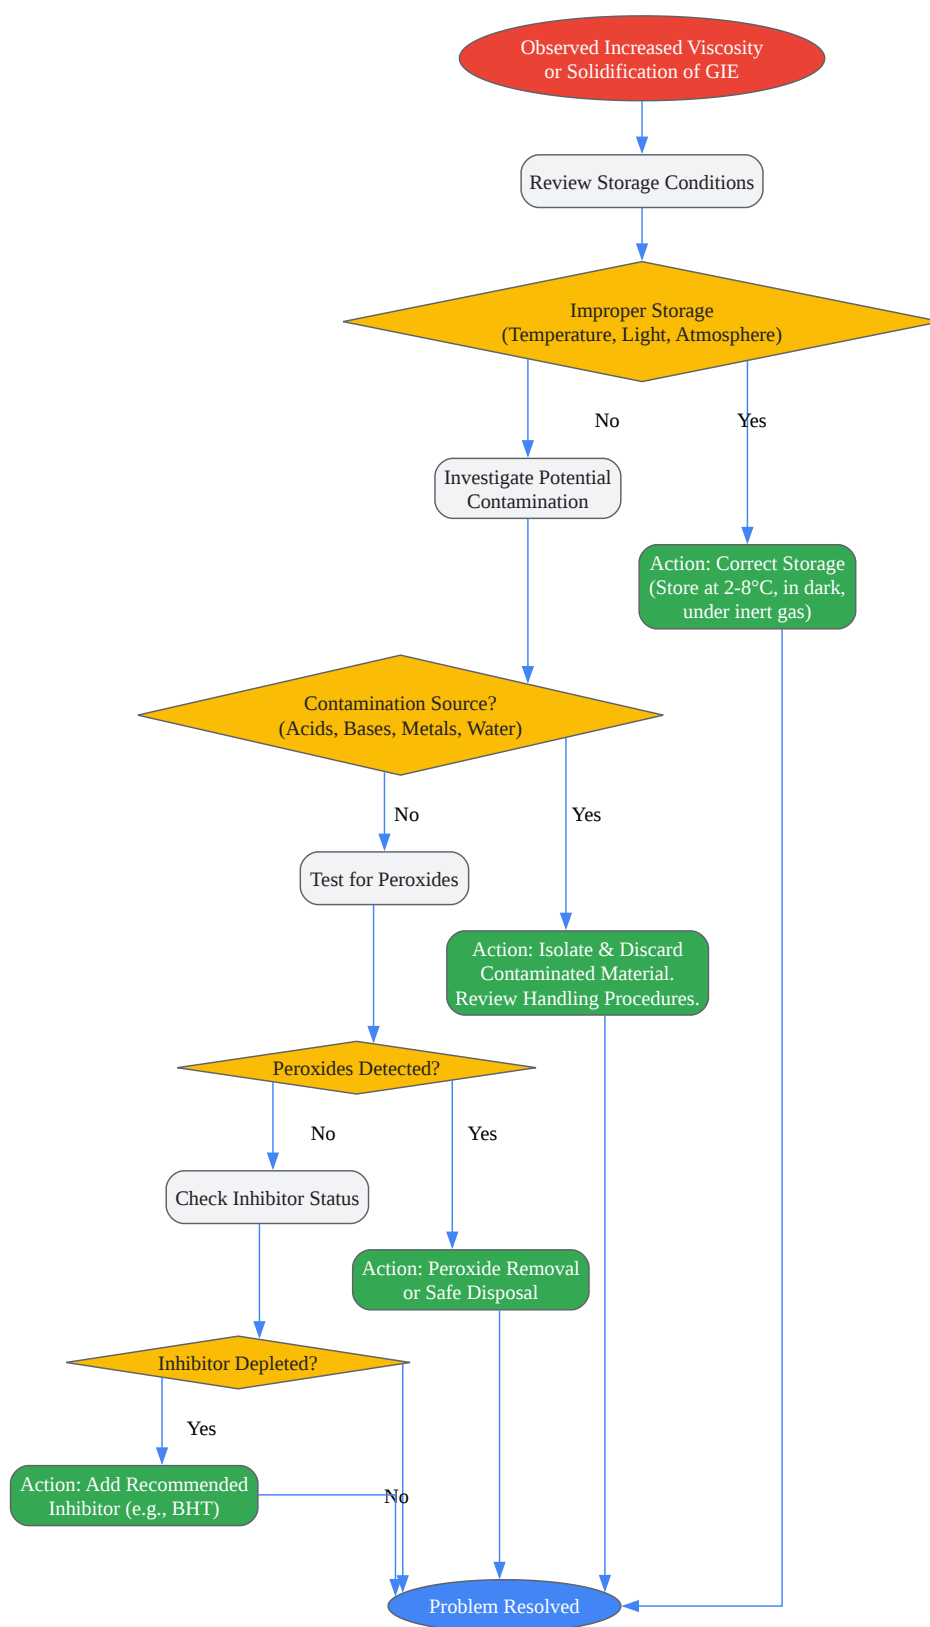 Observed Increased Viscosity
or Solidification of GIE
Review Storage Conditions
Improper Storage
(Temperature, Light, Atmosphere)
No
Yes
Investigate Potential
Contamination
Action: Correct Storage
(Store at 2-8°C, in dark,
under inert gas)
Contamination Source?
(Acids, Bases, Metals, Water)
No
Yes
Test for Peroxides
Action: Isolate & Discard
Contaminated Material.
Review Handling Procedures.
Peroxides Detected?
No
Yes
Check Inhibitor Status
Action: Peroxide Removal
or Safe Disposal
Inhibitor Depleted?
Yes
Action: Add Recommended
Inhibitor (e.g., BHT)
No
Problem Resolved